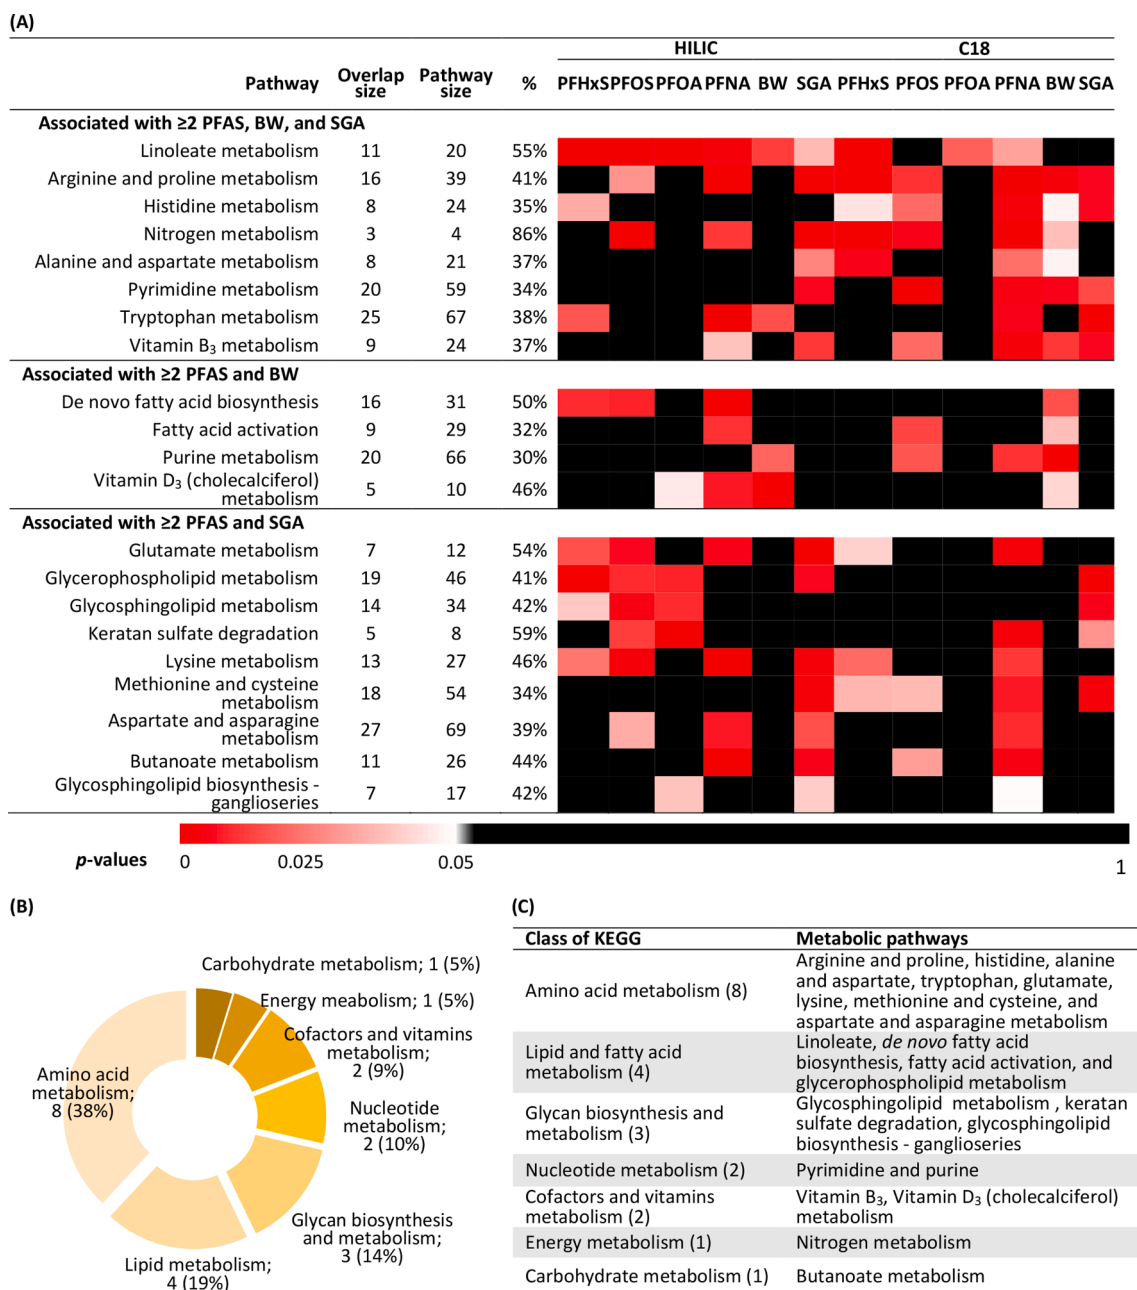 (A)
HILIC C18
Pathway Overlap size Pathway size % PFHxS PFOS PFOA PFNA BW SGA PFHxS PFOS PFOA PFNA BW SGA
Associated with ≥2 PFAS, BW, and SGA
Linoleate metabolism 11 20 55%
Arginine and proline metabolism 16 39 41%
Histidine metabolism 8 24 35%
Nitrogen metabolism 3 4 86%
Alanine and aspartate metabolism 8 21 37%
Pyrimidine metabolism 20 59 34%
Tryptophan metabolism 25 67 38%
Vitamin B₃ metabolism 9 24 37%
Associated with ≥2 PFAS and BW
De novo fatty acid biosynthesis 16 31 50%
Fatty acid activation 9 29 32%
Purine metabolism 20 66 30%
Vitamin D₃ (cholecalciferol)
metabolism 5 10 46%
Associated with ≥2 PFAS and SGA
Glutamate metabolism 7 12 54%
Glycerophospholipid metabolism 19 46 41%
Glycosphingolipid metabolism 14 34 42%
Keratan sulfate degradation 5 8 59%
Lysine metabolism 13 27 46%
Methionine and cysteine
metabolism 18 54 34%
Aspartate and asparagine
metabolism 27 69 39%
Butanoate metabolism 11 26 44%
Glycosphingolipid biosynthesis -
ganglioseries 7 17 42%
p-values 0 0.025 0.05 1
(B)
Carbohydrate metabolism; 1 (5%)
Energy meabolism; 1 (5%)
Cofactors and vitamins
metabolism;
2 (9%)
Nucleotide
metabolism;
2 (10%)
Glycan biosynthesis
and metabolism;
3 (14%)
Lipid metabolism;
4 (19%)
Amino acid
metabolism;
8 (38%)
(C)
Class of KEGG Metabolic pathways
Amino acid metabolism (8)
Arginine and proline, histidine, alanine
and aspartate, tryptophan, glutamate,
lysine, methionine and cysteine, and
aspartate and asparagine metabolism
Lipid and fatty acid
metabolism (4)
Linoleate, de novo fatty acid
biosynthesis, fatty acid activation, and
glycerophospholipid metabolism
Glycan biosynthesis and
metabolism (3)
Glycosphingolipid metabolism , keratan
sulfate degradation, glycosphingolipid
biosynthesis - ganglioseries
Nucleotide metabolism (2) Pyrimidine and purine
Cofactors and vitamins
metabolism (2)
Vitamin B₃, Vitamin D₃ (cholecalciferol)
metabolism
Energy metabolism (1) Nitrogen metabolism
Carbohydrate metabolism (1) Butanoate metabolism